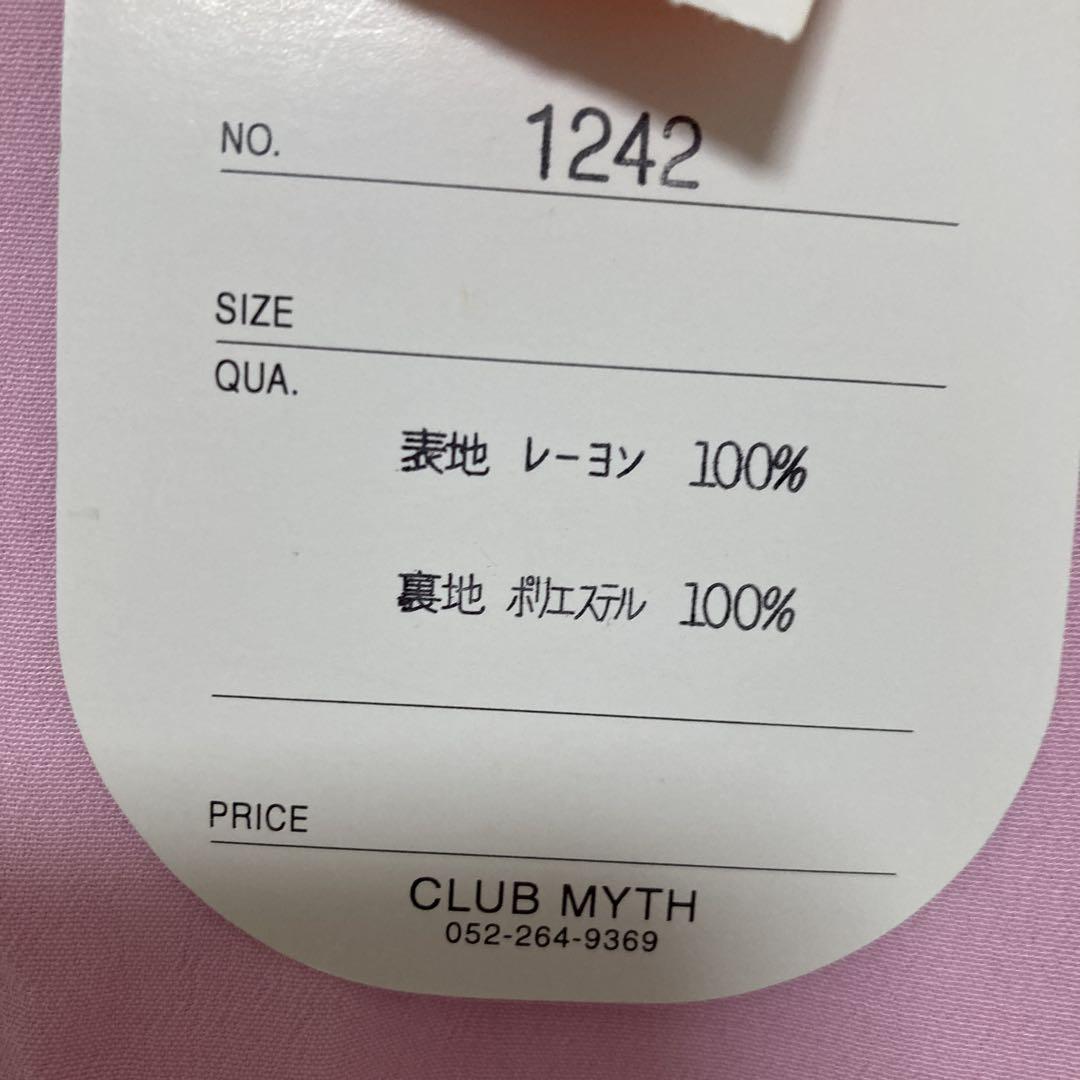 NO. 1242
SIZE
QUA.
表地 レーヨン 100%
裏地 ポリエステル 100%
PRICE
CLUB MYTH
052-264-9369